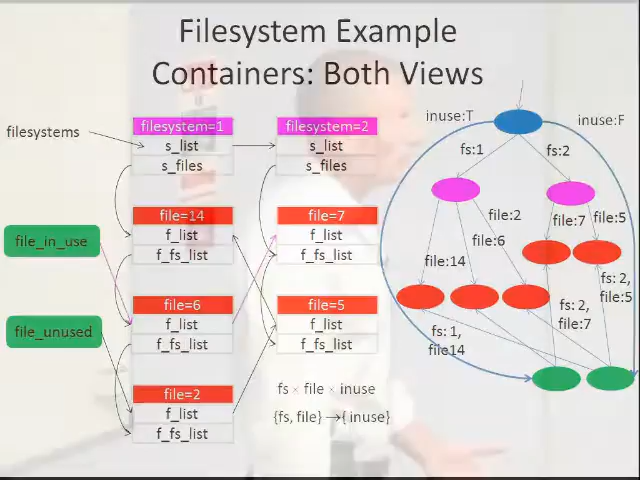 Filesystem Example
Containers: Both Views
filesystems
filesystem=1
s_list
s_files
filesystem=2
s_list
s_files
file=14
f_list
f_fs_list
file=7
f_list
f_fs_list
file_in_use
file=6
f_list
f_fs_list
file=5
f_list
f_fs_list
file_unused
file=2
f_list
f_fs_list
fs × file × inuse
{fs, file} →{ inuse}
inuse:T
inuse:F
fs:1
fs:2
file:2
file:7
file:5
file:6
file:14
fs: 2,
file:5
fs: 2,
file:7
fs: 1,
file14